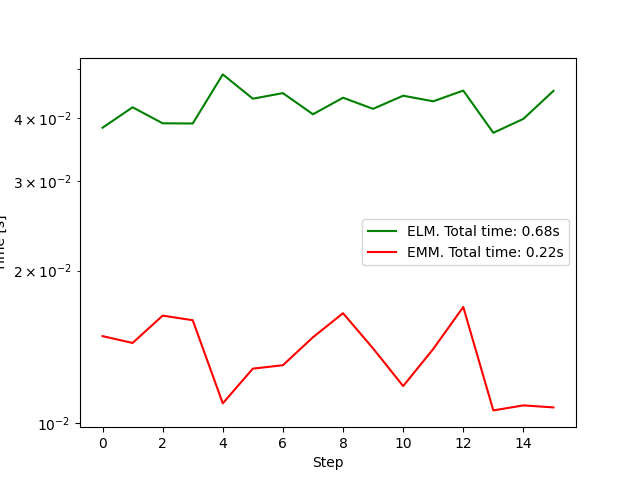 4 × 10⁻²
3 × 10⁻²
2 × 10⁻²
10⁻²
ELM. Total time: 0.68s
EMM. Total time: 0.22s
0 2 4 6 8 10 12 14
Step